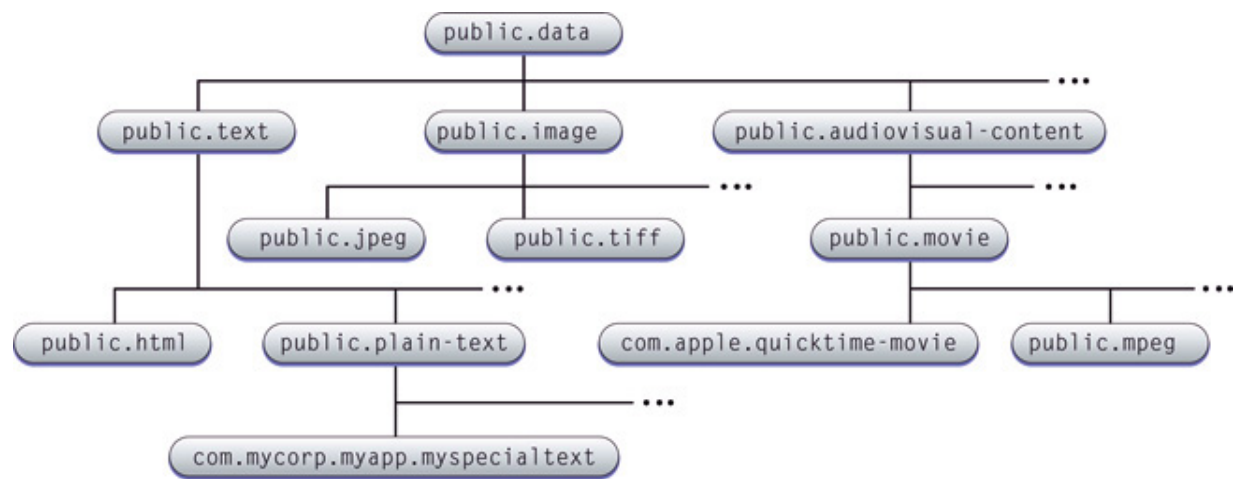 public.data
...
public.text
public.image
public.audiovisual-content
...
...
public.jpeg
public.tiff
public.movie
...
...
public.html
public.plain-text
com.apple.quicktime-movie
public.mpeg
...
com.mycorp.myapp.myspecialtext